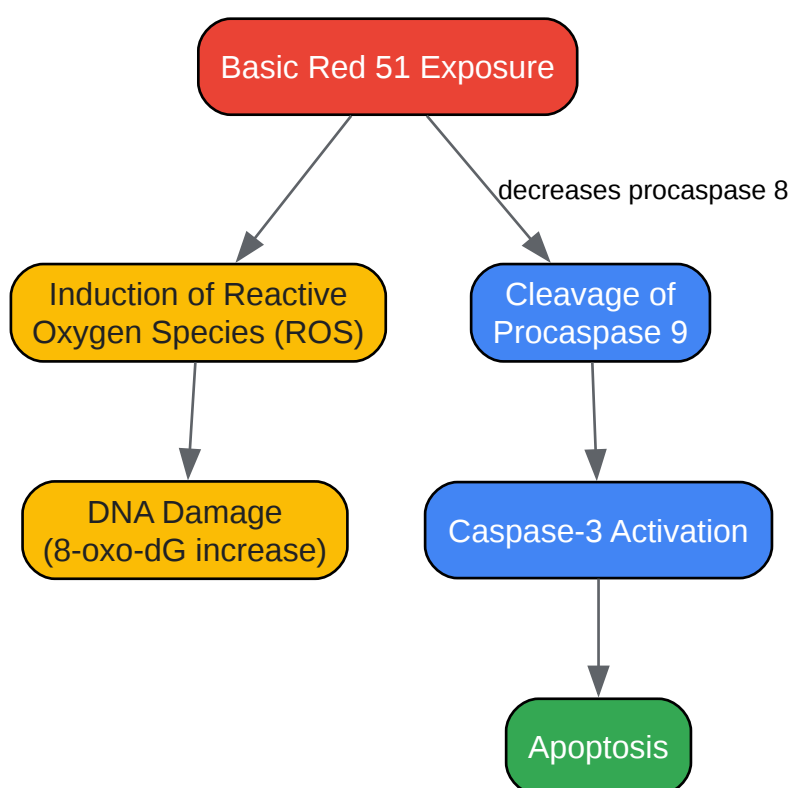 Basic Red 51 Exposure
decreases procaspase 8
Induction of Reactive
Oxygen Species (ROS)
Cleavage of
Procaspase 9
DNA Damage
(8-oxo-dG increase)
Caspase-3 Activation
Apoptosis